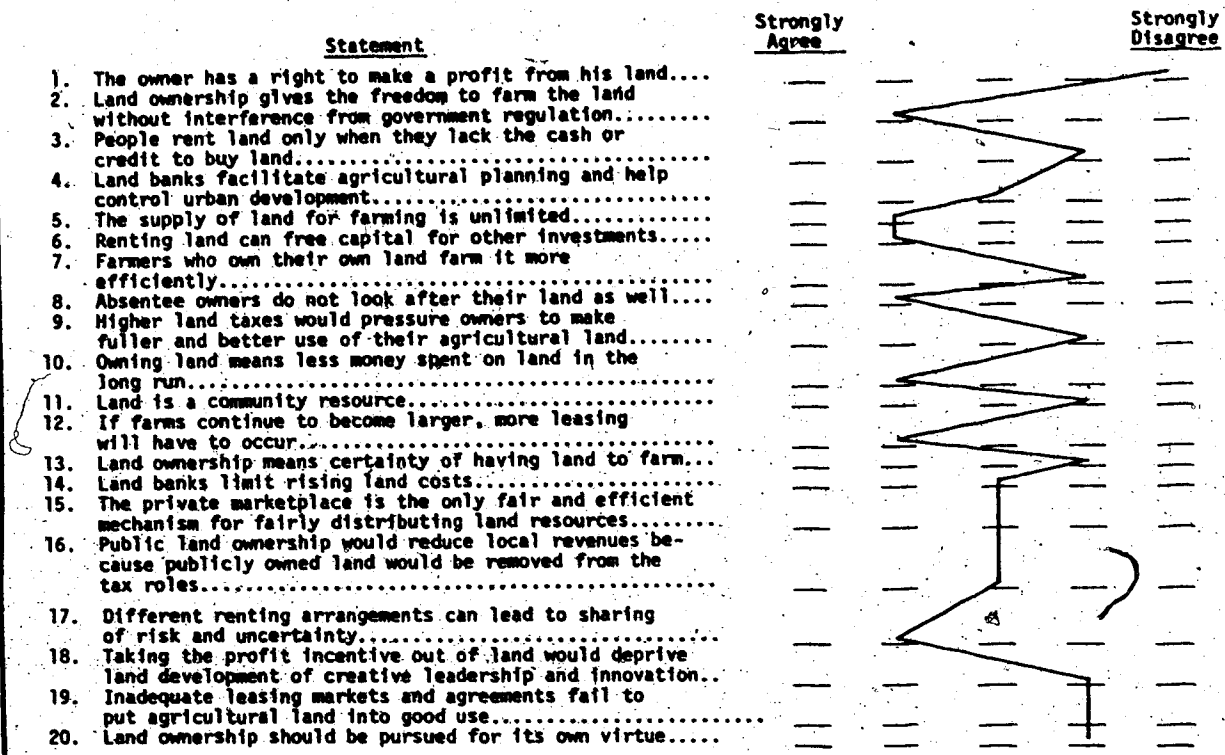 Strongly Agree Strongly Disagree
Statement
1. The owner has a right to make a profit from his land....
2. Land ownership gives the freedom to farm the land
without interference from government regulation.........
3. People rent land only when they lack the cash or
credit to buy land......................................
4. Land banks facilitate agricultural planning and help
control urban development...............................
5. The supply of land for farming is unlimited.............
6. Renting land can free capital for other investments.....
7. Farmers who own their own land farm it more
efficiently.............................................
8. Absentee owners do not look after their land as well....
9. Higher land taxes would pressure owners to make
fuller and better use of their agricultural land........
10. Owning land means less money spent on land in the
long run................................................
11. Land is a community resource............................
12. If farms continue to become larger, more leasing
will have to occur......................................
13. Land ownership means certainty of having land to farm...
14. Land banks limit rising land costs......................
15. The private marketplace is the only fair and efficient
mechanism for fairly distributing land resources.........
16. Public land ownership would reduce local revenues be-
cause publicly owned land would be removed from the
tax roles...............................................
17. Different renting arrangements can lead to sharing
of risk and uncertainty.................................
18. Taking the profit incentive out of land would deprive
land development of creative leadership and innovation..
19. Inadequate leasing markets and agreements fail to
put agricultural land into good use........................
20. Land ownership should be pursued for its own virtue.....